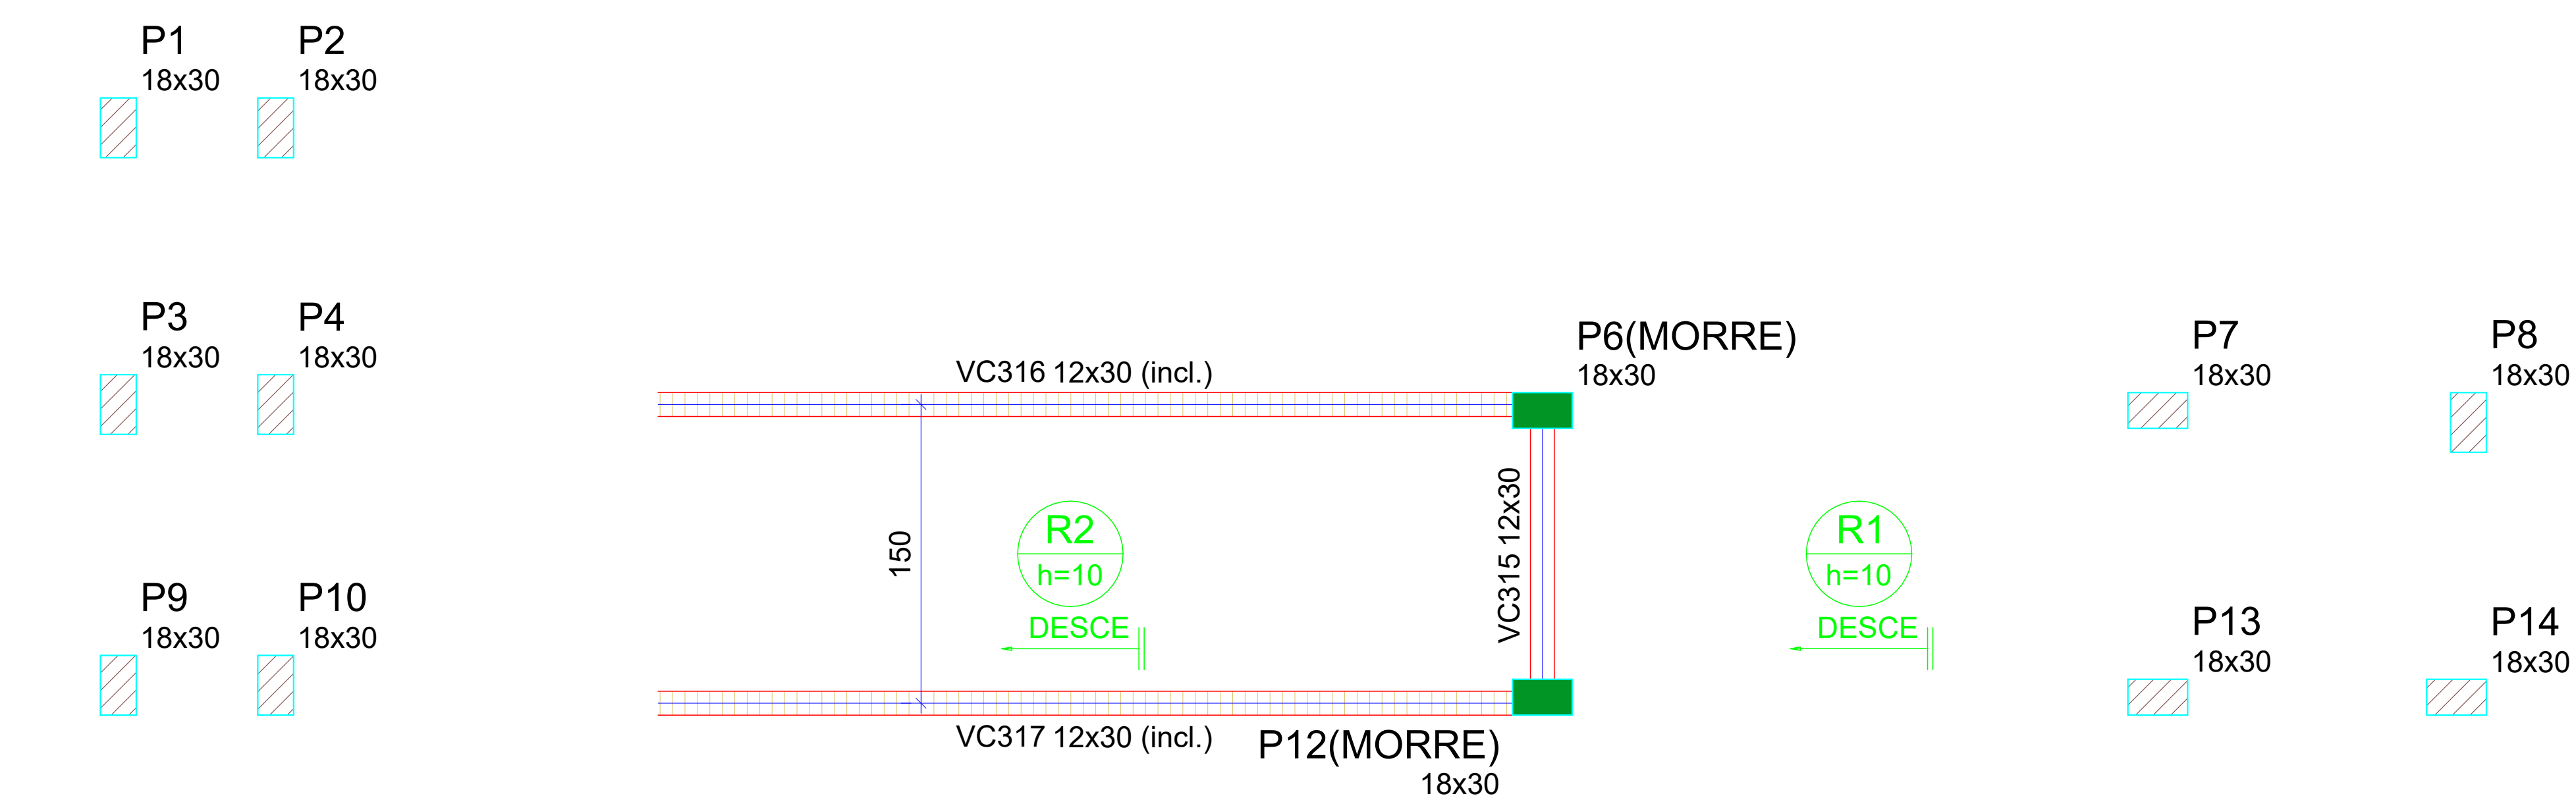 P1
18x30
P2
18x30
P3
18x30
P4
18x30
P6(MORRE)
18x30
P7
18x30
P8
18x30
VC316 12x30 (incl.)
150
R2
h=10
DESCE
VC315 12x30
R1
h=10
DESCE
P9
18x30
P10
18x30
P13
18x30
P14
18x30
VC317 12x30 (incl.)
P12(MORRE)
18x30